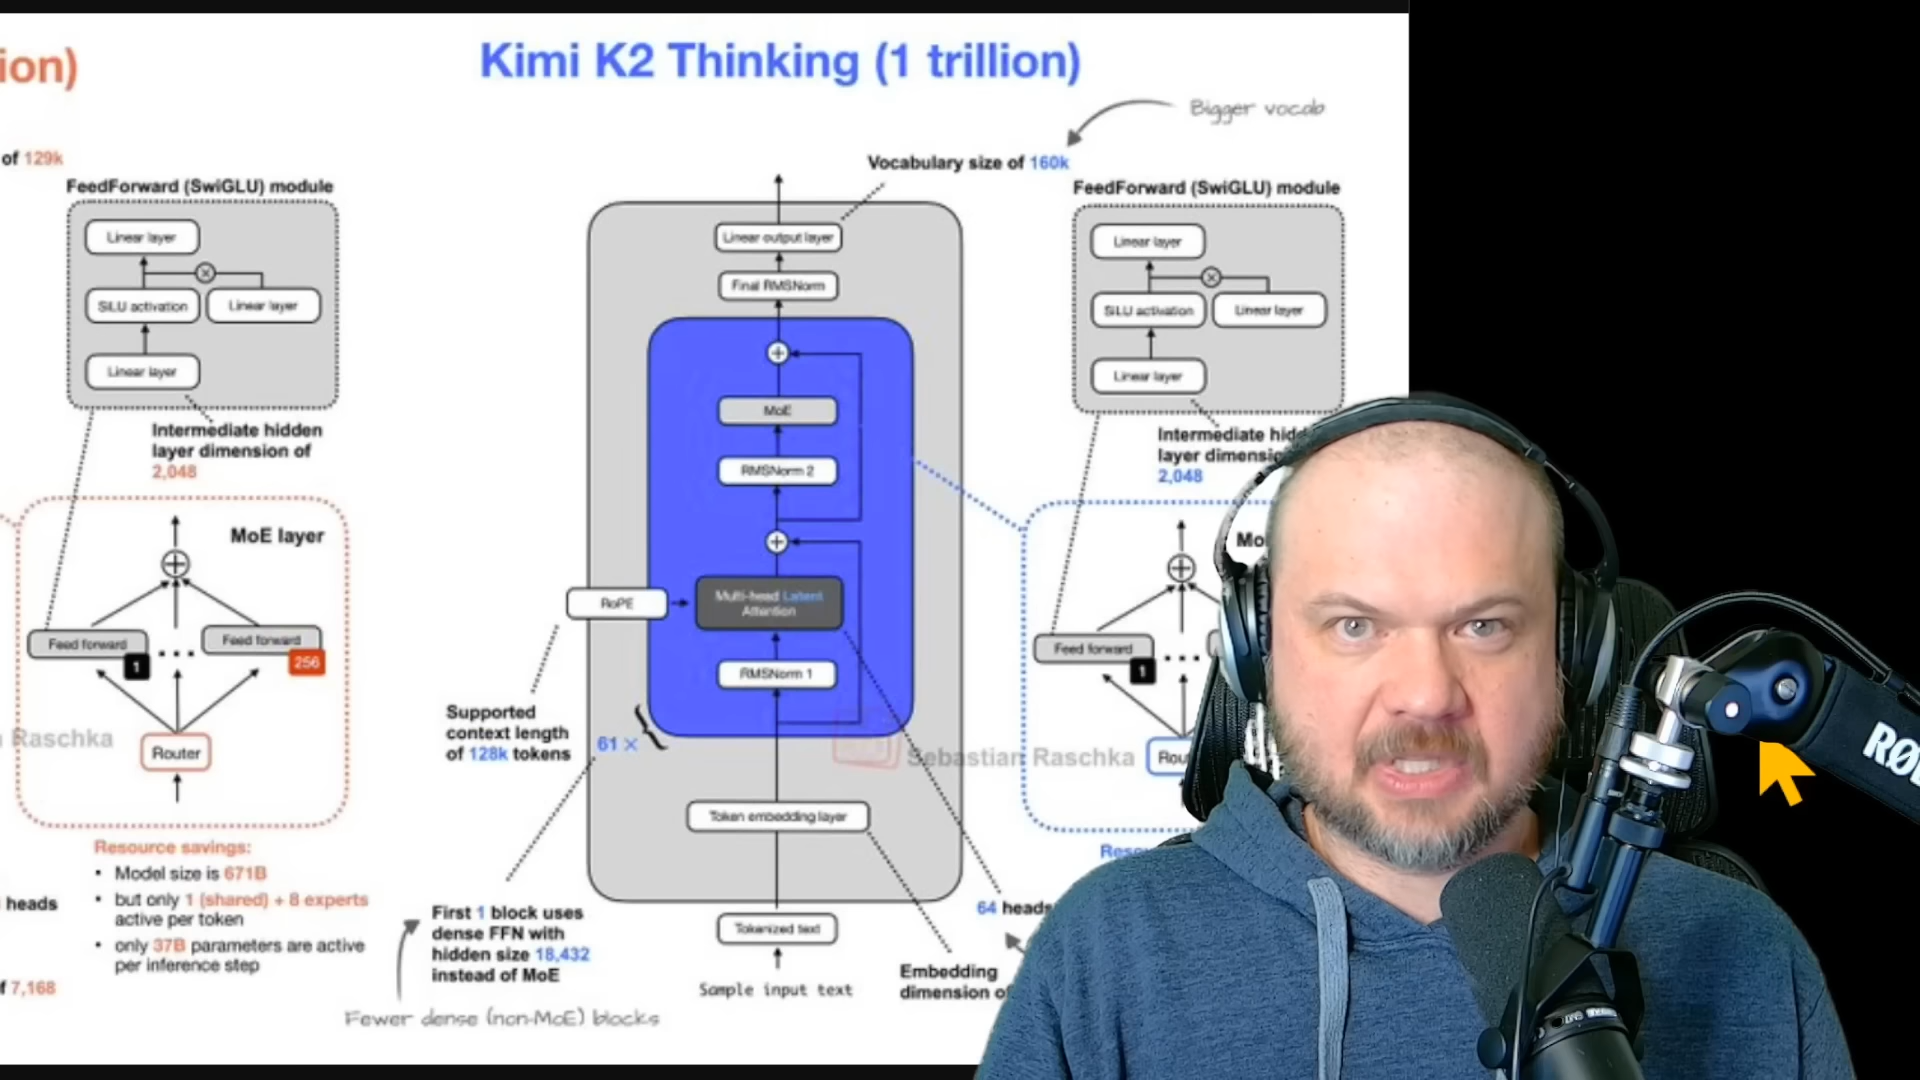 ion)
Kimi K2 Thinking (1 trillion)
Bigger vocab
of 129k
Vocabulary size of 160k
FeedForward (SwiGLU) module
Linear layer
SiLU activation
Linear layer
Linear layer
Intermediate hidden
layer dimension of
2,048
MoE layer
Feed forward
1
Feed forward
256
Router
Raschka
Resource savings:
• Model size is 671B
• but only 1 (shared) + 8 experts
active per token
• only 37B parameters are active
per inference step
heads
7,168
Linear output layer
Final RMSNorm
MoE
RMSNorm 2
RoPE
Multi-head Latent
Attention
RMSNorm 1
Supported
context length
of 128k tokens
61 ×
Sebastian Raschka
Token embedding layer
First 1 block uses
dense FFN with
hidden size 18,432
instead of MoE
Fewer dense (non-MoE) blocks
Tokenized text
Sample input text
64 heads
Embedding
dimension of
FeedForward (SwiGLU) module
Linear layer
SiLU activation
Linear layer
Linear layer
Intermediate
layer
2,048
Feed forward
1